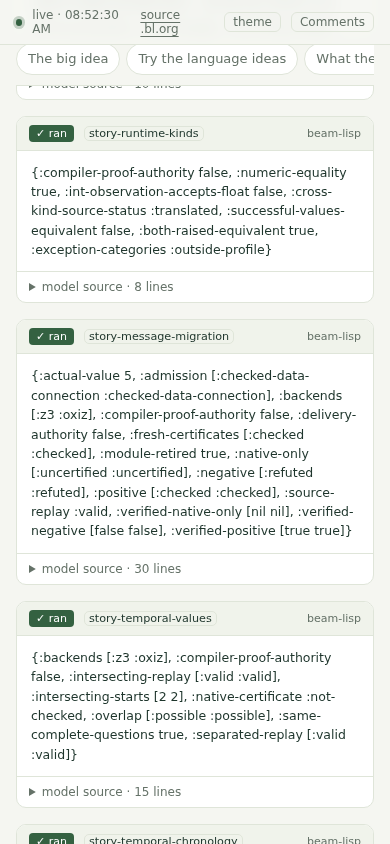 live · 08:52:30 AM
source .bl.org
theme
Comments
The big idea
Try the language ideas
What the
✓ ran story-runtime-kinds beam-lisp
{:compiler-proof-authority false, :numeric-equality
true, :int-observation-accepts-float false, :cross-
kind-source-status :translated, :successful-values-
equivalent false, :both-raised-equivalent true,
:exception-categories :outside-profile}
model source · 8 lines
✓ ran story-message-migration beam-lisp
{:actual-value 5, :admission [:checked-data-
connection :checked-data-connection], :backends
[:z3 :oxiz], :compiler-proof-authority false, :delivery-
authority false, :fresh-certificates [:checked
:checked], :module-retired true, :native-only
[:uncertified :uncertified], :negative [:refuted
:refuted], :positive [:checked :checked], :source-
replay :valid, :verified-native-only [nil nil], :verified-
negative [false false], :verified-positive [true true]}
model source · 30 lines
✓ ran story-temporal-values beam-lisp
{:backends [:z3 :oxiz], :compiler-proof-authority
false, :intersecting-replay [:valid :valid],
:intersecting-starts [2 2], :native-certificate :not-
checked, :overlap [:possible :possible], :same-
complete-questions true, :separated-replay [:valid
:valid]}
model source · 15 lines
✓ ran story-temporal-chronology beam-lisp